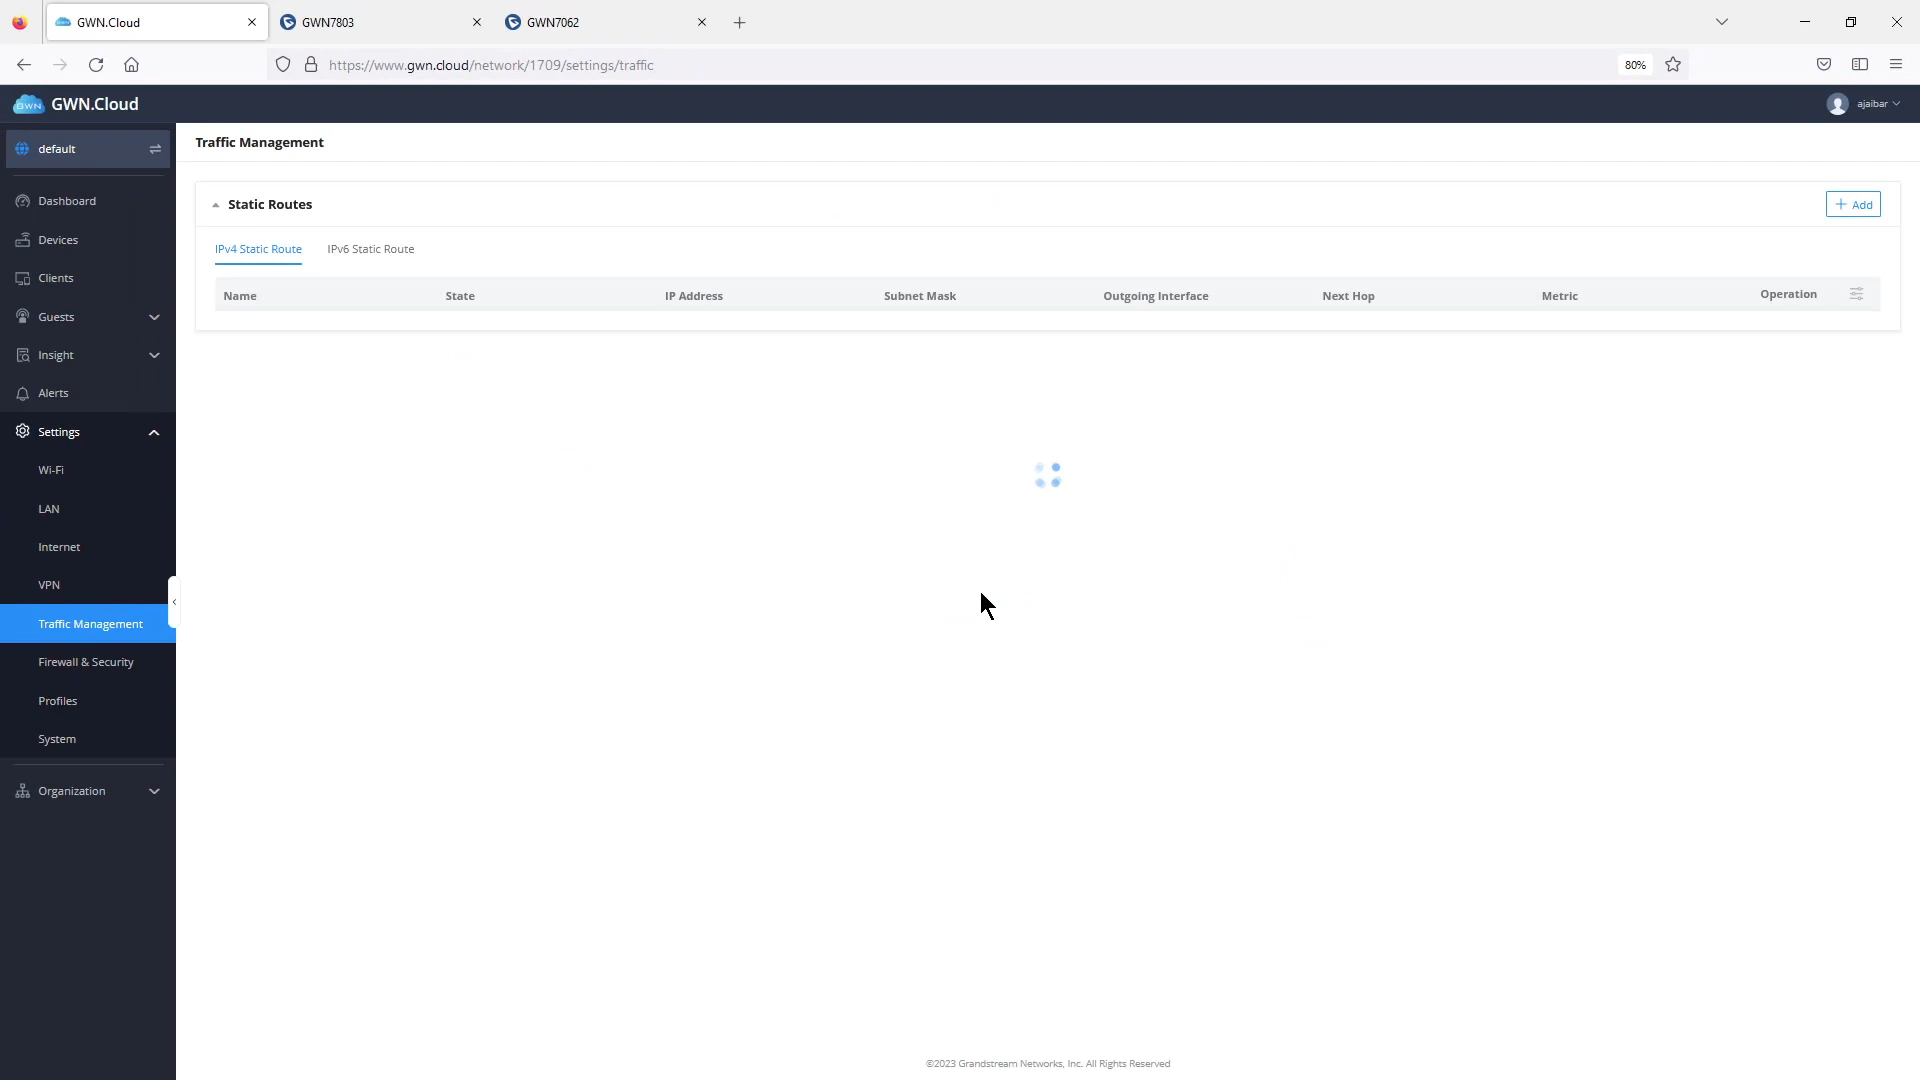 GWN.Cloud
GWN7803
GWN7062
https://www.gwn.cloud/network/1709/settings/traffic
80%
GWN GWN.Cloud
ajaibar
default
Traffic Management
Static Routes
Add
Dashboard
Devices
Clients
Guests
Insight
Alerts
Settings
Wi-Fi
LAN
Internet
VPN
Traffic Management
Firewall & Security
Profiles
System
Organization
IPv4 Static Route IPv6 Static Route
Name State IP Address Subnet Mask Outgoing Interface Next Hop Metric Operation
©2023 Grandstream Networks, Inc. All Rights Reserved